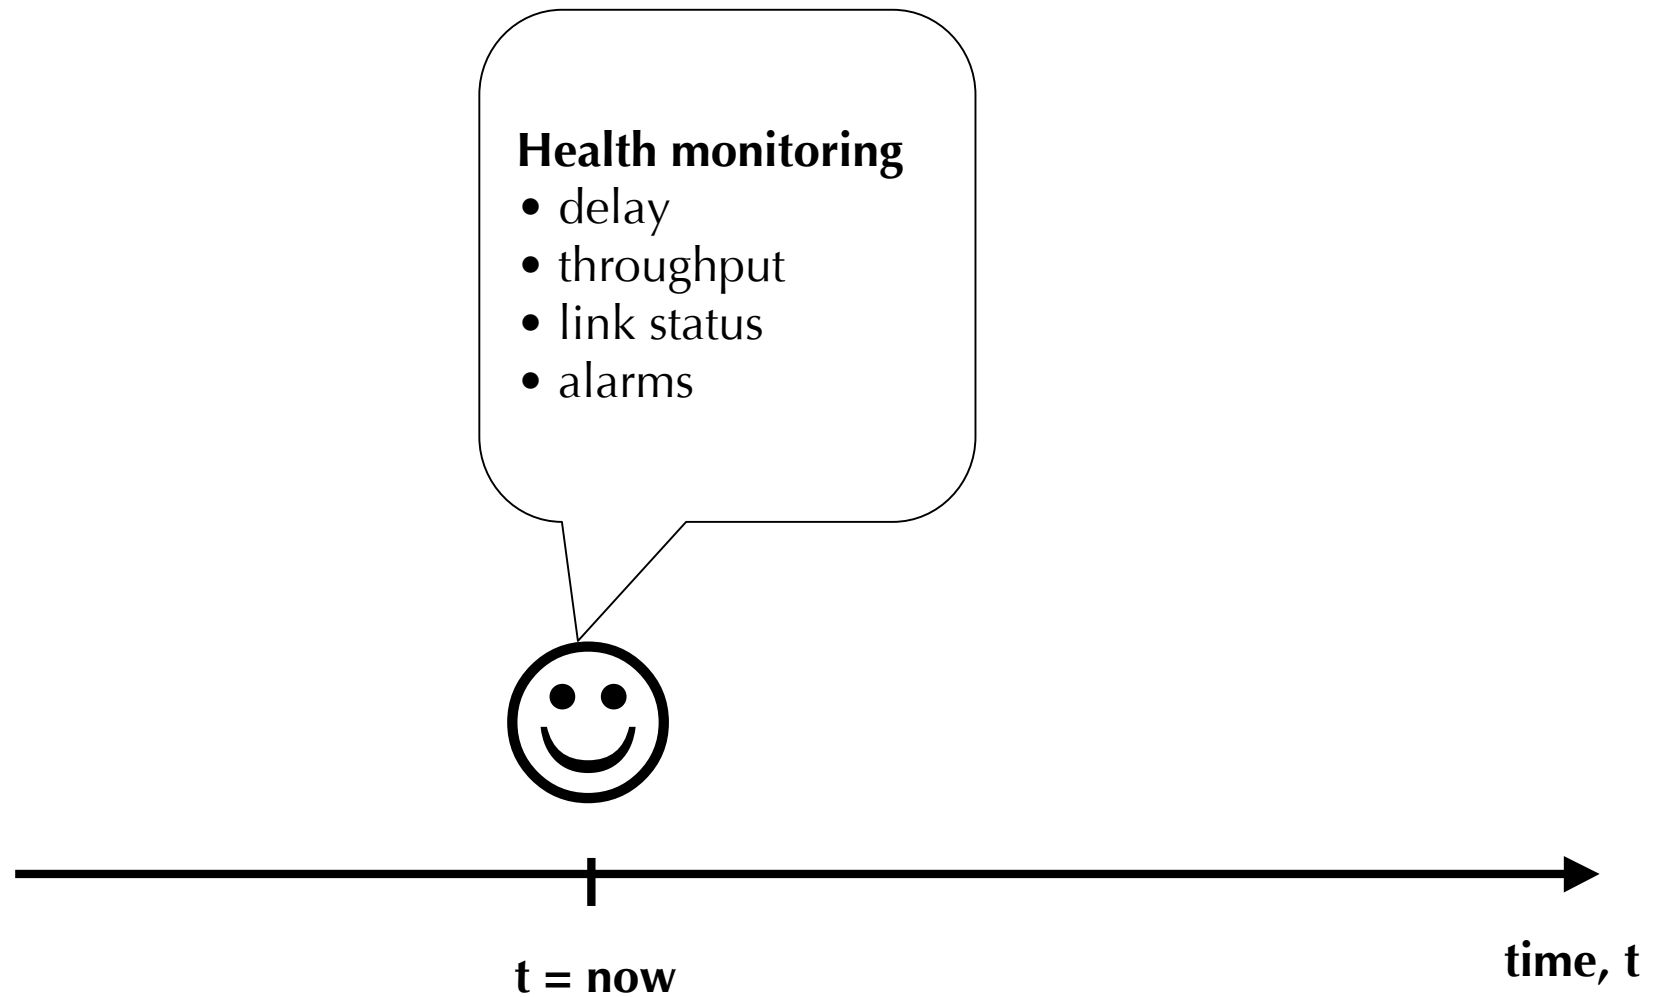 Health monitoring
• delay
• throughput
• link status
• alarms
t = now
time, t